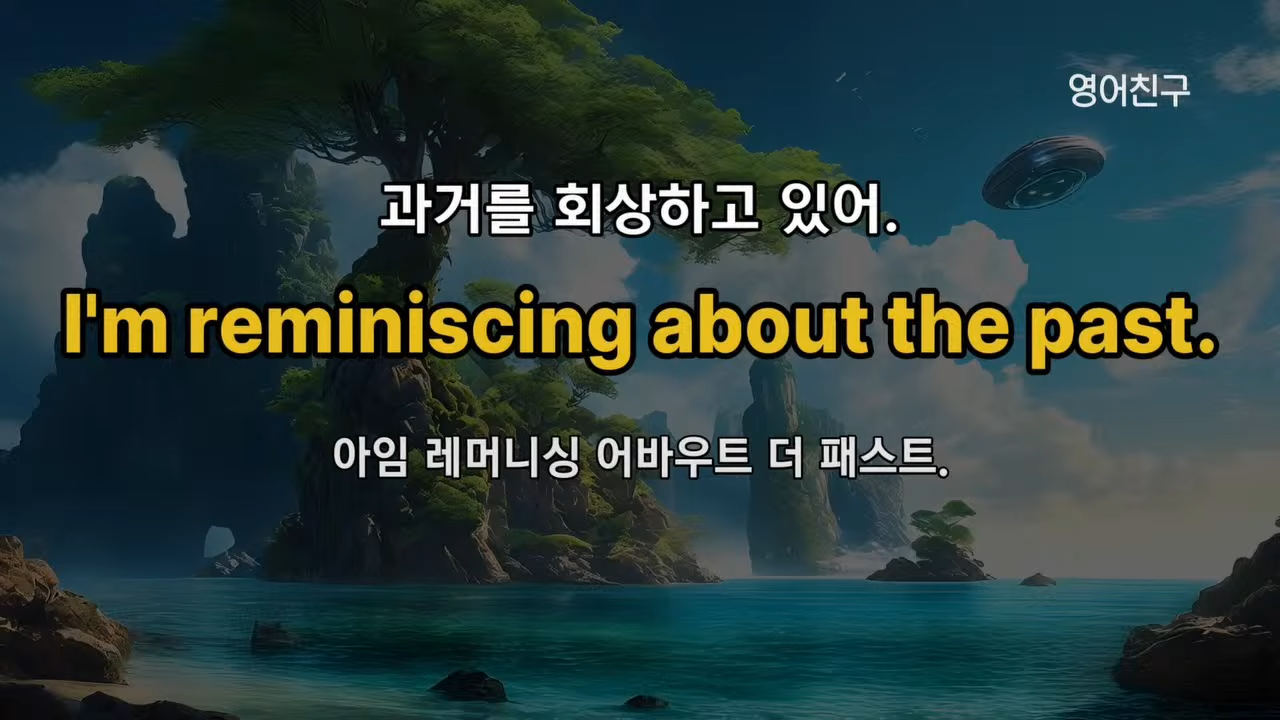 영어친구
과거를 회상하고 있어.
I'm reminiscing about the past.
아임 레머니싱 어바우트 더 패스트.